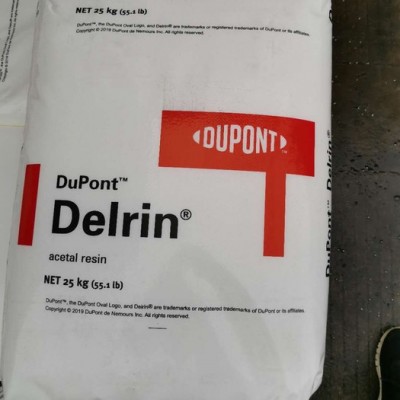 NET 25 kg (55.1 lb)
DuPont™, the DuPont Oval Logo, and Delrin® are trademarks or registered trademarks of DuPont or its affiliates.
Copyright © 2019 DuPont de Nemours Inc. All rights reserved.
DUPONT™
DuPont™
Delrin®
acetal resin
NET 25 kg (55.1 lb)
DuPont™, the DuPont Oval Logo, and Delrin® are trademarks or registered trademarks of DuPont or its affiliates.
Copyright © 2019 DuPont de Nemours Inc. All rights reserved.
DuPont™
Delrin®